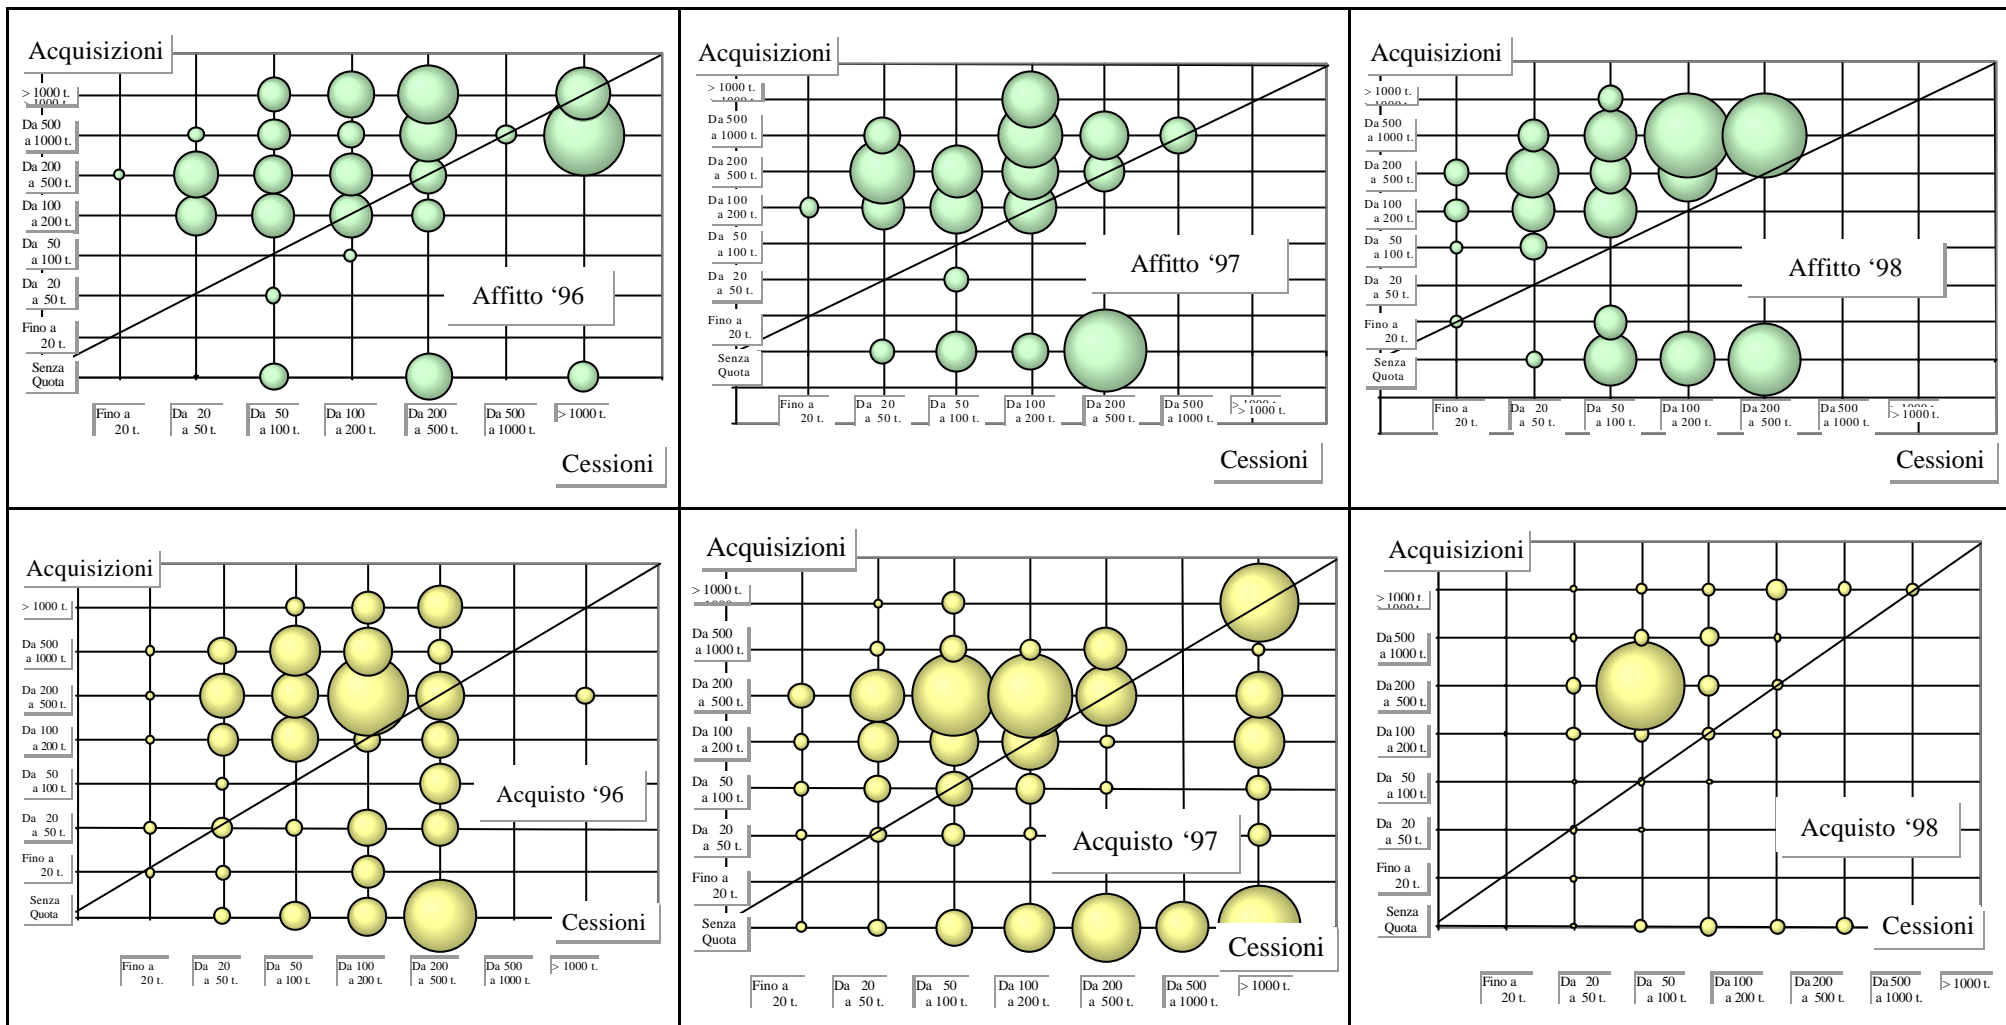 Acquisizioni
> 1000 t.
Da 500
a 1000 t.
Da 200
a 500 t.
Da 100
a 200 t.
Da 50
a 100 t.
Da 20
a 50 t.
Fino a
20 t.
Senza
Quota
Affitto ‘96
Fino a
20 t.
Da 20
a 50 t.
Da 50
a 100 t.
Da 100
a 200 t.
Da 200
a 500 t.
Da 500
a 1000 t.
> 1000 t.
Cessioni
Acquisizioni
> 1000 t.
Da 500
a 1000 t.
Da 200
a 500 t.
Da 100
a 200 t.
Da 50
a 100 t.
Da 20
a 50 t.
Fino a
20 t.
Senza
Quota
Affitto ‘97
Fino a
20 t.
Da 20
a 50 t.
Da 50
a 100 t.
Da 100
a 200 t.
Da 200
a 500 t.
Da 500
a 1000 t.
> 1000 t.
Cessioni
Acquisizioni
> 1000 t.
Da 500
a 1000 t.
Da 200
a 500 t.
Da 100
a 200 t.
Da 50
a 100 t.
Da 20
a 50 t.
Fino a
20 t.
Senza
Quota
Affitto ‘98
Fino a
20 t.
Da 20
a 50 t.
Da 50
a 100 t.
Da 100
a 200 t.
Da 200
a 500 t.
Da 500
a 1000 t.
> 1000 t.
Cessioni
Acquisizioni
> 1000 t.
Da 500
a 1000 t.
Da 200
a 500 t.
Da 100
a 200 t.
Da 50
a 100 t.
Da 20
a 50 t.
Fino a
20 t.
Senza
Quota
Acquisto ‘96
Cessioni
Fino a
20 t.
Da 20
a 50 t.
Da 50
a 100 t.
Da 100
a 200 t.
Da 200
a 500 t.
Da 500
a 1000 t.
> 1000 t.
Acquisizioni
> 1000 t.
Da 500
a 1000 t.
Da 200
a 500 t.
Da 100
a 200 t.
Da 50
a 100 t.
Da 20
a 50 t.
Fino a
20 t.
Senza
Quota
Acquisto ‘97
Cessioni
Fino a
20 t.
Da 20
a 50 t.
Da 50
a 100 t.
Da 100
a 200 t.
Da 200
a 500 t.
Da 500
a 1000 t.
> 1000 t.
Acquisizioni
> 1000 t.
Da 500
a 1000 t.
Da 200
a 500 t.
Da 100
a 200 t.
Da 50
a 100 t.
Da 20
a 50 t.
Fino a
20 t.
Senza
Quota
Acquisto ‘98
Cessioni
Fino a
20 t.
Da 20
a 50 t.
Da 50
a 100 t.
Da 100
a 200 t.
Da 200
a 500 t.
Da 500
a 1000 t.
> 1000 t.